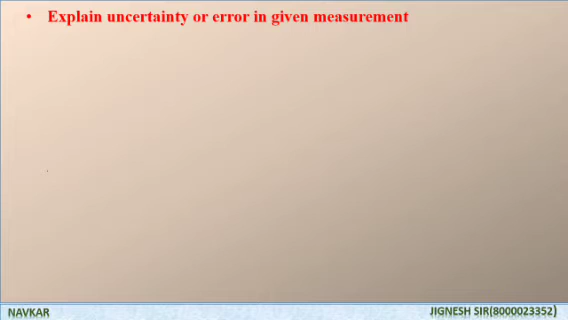 • Explain uncertainty or error in given measurement
NAVKAR
JIGNESH SIR(8000023352)